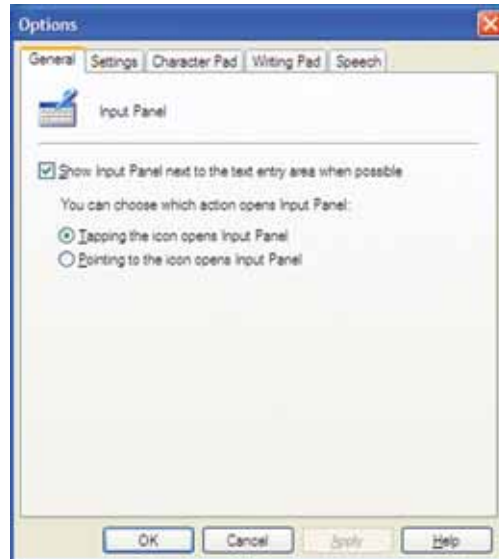 Options
General Settings Character Pad Writing Pad Speech
Input Panel
Show Input Panel next to the text entry area when possible
You can choose which action opens Input Panel:
Tapping the icon opens Input Panel
Pointing to the icon opens Input Panel
OK Cancel Apply Help